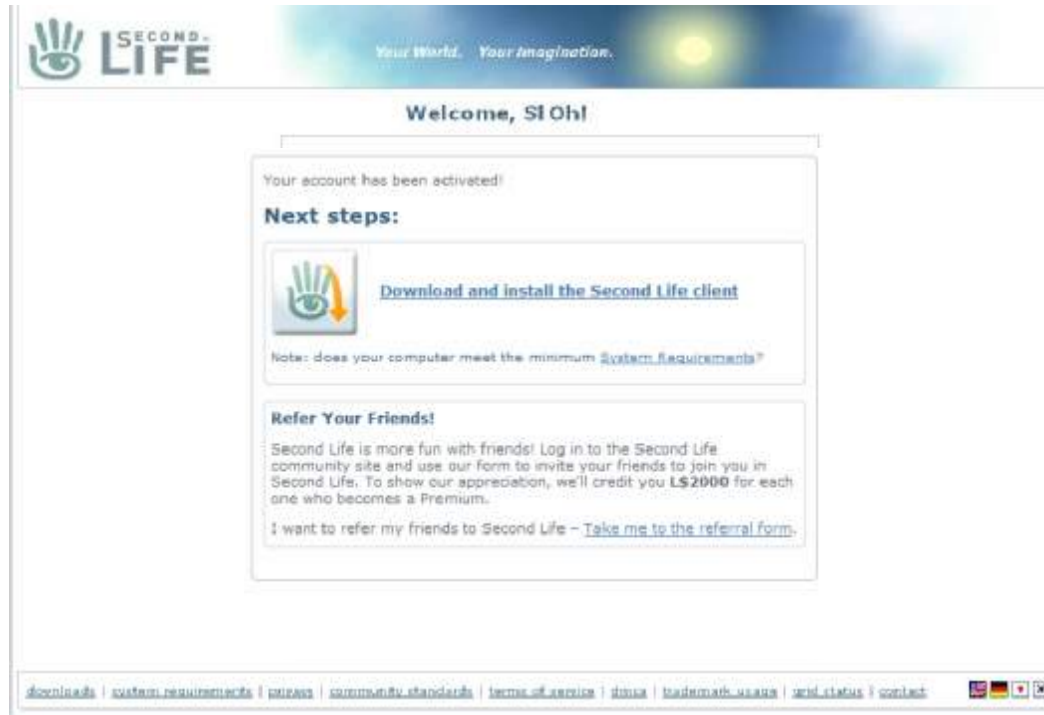 SECOND
LIFE
Your World. Your Imagination.
Welcome, Sl Oh!
Your account has been activated!
Next steps:
Download and install the Second Life client
Note: does your computer meet the minimum System Requirements?
Refer Your Friends!
Second Life is more fun with friends! Log in to the Second Life
community site and use our form to invite your friends to join you in
Second Life. To show our appreciation, we'll credit you L$2000 for each
one who becomes a Premium.
I want to refer my friends to Second Life – Take me to the referral form.
downloads | system requirements | privacy | community standards | terms of service | dmca | trademark usage | grid status | contact